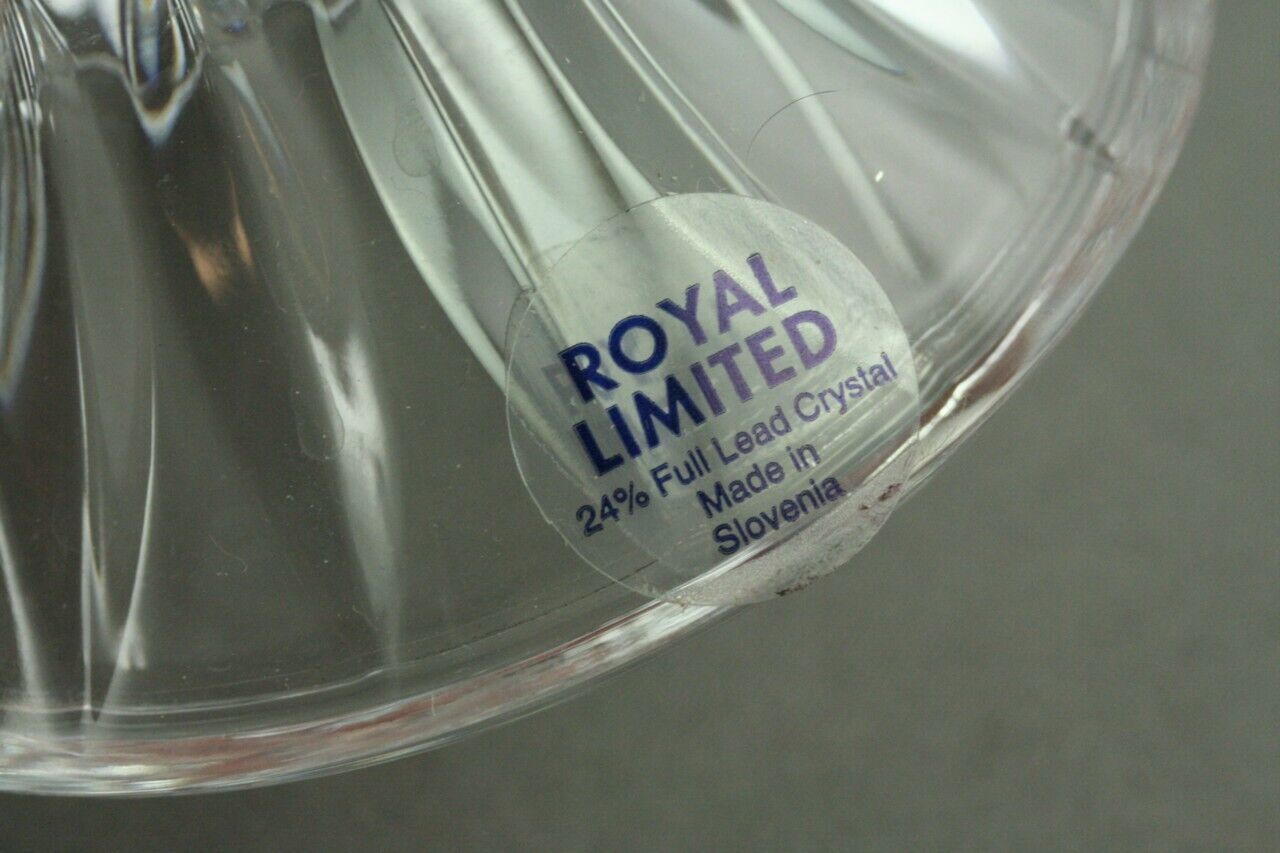 ROYAL
LIMITED
24% Full Lead Crystal
Made in
Slovenia